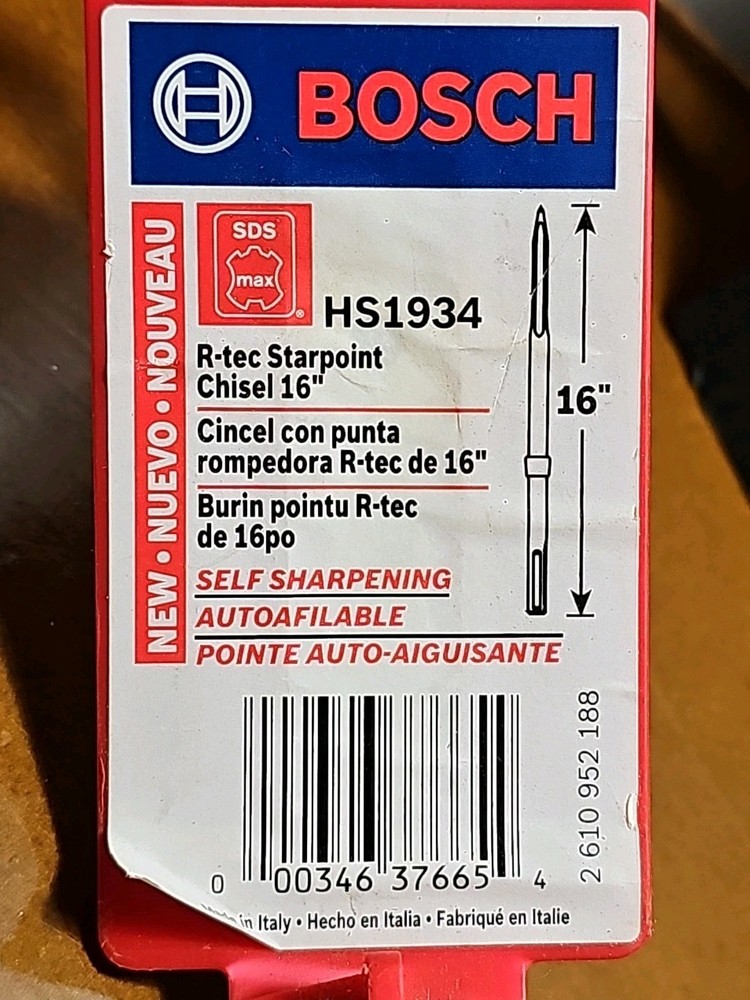 BOSCH
NEW • NUEVO • NOUVEAU
SDS
max
®
HS1934
R-tec Starpoint
Chisel 16"
Cincel con punta
rompedora R-tec de 16"
Burin pointu R-tec
de 16po
16"
SELF SHARPENING
AUTOAFILABLE
POINTE AUTO-AIGUISANTE
2 610 952 188
0 00346 37665 4
in Italy • Hecho en Italia • Fabriqué en Italie